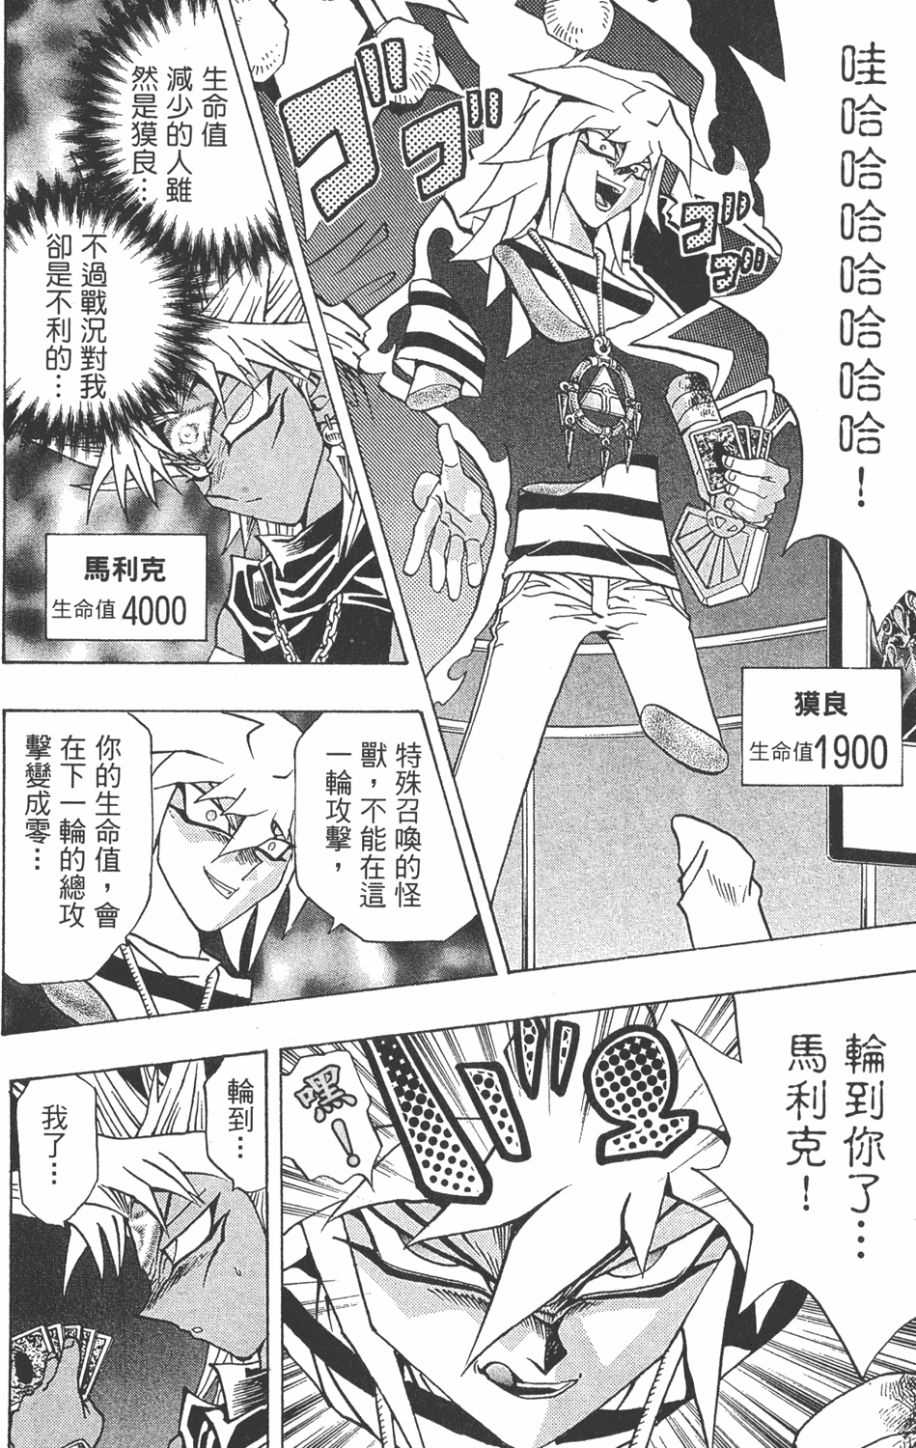 哇哈哈哈哈哈哈哈！
ゴゴ
ゴゴ
獏良
生命值1900
生命值
減少的人雖
然是獏良…
不過戰況對我
卻是不利的…
馬利克
生命值4000
特殊召喚的怪
獸，不能在這
一輪攻擊，
你的生命值，會
在下一輪的總攻
擊變成零…
輪到你了…
馬利克！
嘿！
輪到…
我了…